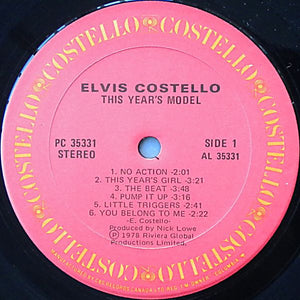 COSTELLO COSTELLO COSTELLO COSTELLO COSTELLO COSTELLO
ELVIS COSTELLO
THIS YEAR'S MODEL
PC 35331
STEREO
SIDE 1
AL 35331
1. NO ACTION -2:01
2. THIS YEAR'S GIRL -3:21
3. THE BEAT -3:48
4. PUMP IT UP -3:16
5. LITTLE TRIGGERS -2:41
6. YOU BELONG TO ME -2:22
-E. Costello-
Produced by Nick Lowe
℗ 1978 Riviera Global
Productions Limited.